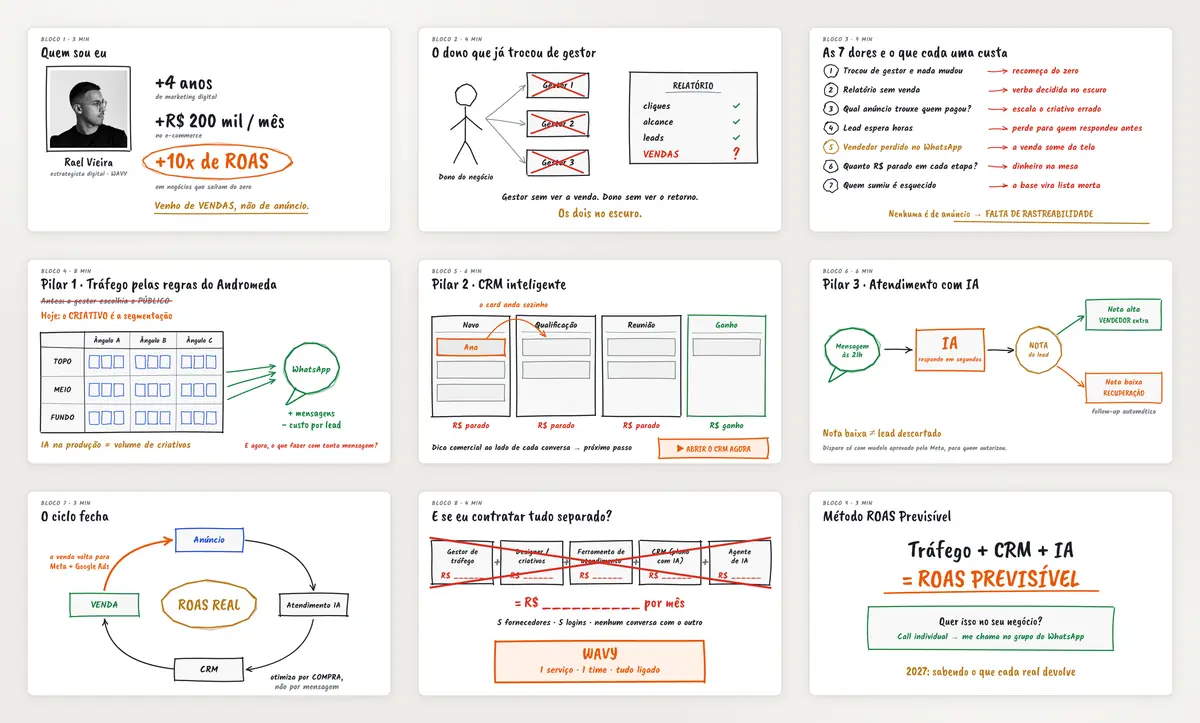 BLOCO 1 · 3 MIN
Quem sou eu
+4 anos
de marketing digital
+R$ 200 mil / mês
no e-commerce
+10x de ROAS
em negócios que saíram do zero
Rael Vieira
estrategista digital · WAVY
Venho de VENDAS, não de anúncio.
BLOCO 2 · 4 MIN
O dono que já trocou de gestor
Gestor 1
Gestor 2
Gestor 3
Dono do negócio
RELATÓRIO
cliques ✓
alcance ✓
leads ✓
VENDAS ?
Gestor sem ver a venda. Dono sem ver o retorno.
Os dois no escuro.
BLOCO 3 · 9 MIN
As 7 dores e o que cada uma custa
1 Trocou de gestor e nada mudou → recomeça do zero
2 Relatório sem venda → verba decidida no escuro
3 Qual anúncio trouxe quem pagou? → escala o criativo errado
4 Lead espera horas → perde para quem respondeu antes
5 Vendedor perdido no WhatsApp → a venda some da tela
6 Quanto R$ parado em cada etapa? → dinheiro na mesa
7 Quem sumiu é esquecido → a base vira lista morta
Nenhuma é de anúncio → FALTA DE RASTREABILIDADE
BLOCO 4 · 8 MIN
Pilar 1 · Tráfego pelas regras do Andromeda
Antes: o gestor escolhia o PÚBLICO
Hoje: o CRIATIVO é a segmentação
Ângulo A Ângulo B Ângulo C
TOPO
MEIO
FUNDO
WhatsApp
+ mensagens
− custo por lead
IA na produção = volume de criativos
E agora, o que fazer com tanta mensagem?
BLOCO 5 · 6 MIN
Pilar 2 · CRM inteligente
o card anda sozinho
Novo Qualificação Reunião Ganho
Ana
R$ parado R$ parado R$ parado R$ ganho
Dica comercial ao lado de cada conversa → próximo passo
▶ ABRIR O CRM AGORA
BLOCO 6 · 6 MIN
Pilar 3 · Atendimento com IA
Mensagem
às 21h
IA
responde em segundos
NOTA
do lead
Nota alta
VENDEDOR entra
Nota baixa
RECUPERAÇÃO
follow-up automático
Nota baixa ≠ lead descartado
Disparo só com modelo aprovado pela Meta, para quem autorizou.
BLOCO 7 · 3 MIN
O ciclo fecha
a venda volta para
Meta + Google Ads
Anúncio
VENDA
ROAS REAL
Atendimento IA
CRM
otimiza por COMPRA,
não por mensagem
BLOCO 8 · 4 MIN
E se eu contratar tudo separado?
Gestor de
tráfego
R$ ______
+
Designer /
criativos
R$ ______
+
Ferramenta de
atendimento
R$ ______
+
CRM (plano
com IA)
R$ ______
+
Agente
de IA
R$ ______
= R$ __________ por mês
5 fornecedores · 5 logins · nenhum conversa com o outro
WAVY
1 serviço · 1 time · tudo ligado
BLOCO 9 · 3 MIN
Método ROAS Previsível
Tráfego + CRM + IA
= ROAS PREVISÍVEL
Quer isso no seu negócio?
Call individual → me chama no grupo do WhatsApp
2027: sabendo o que cada real devolve